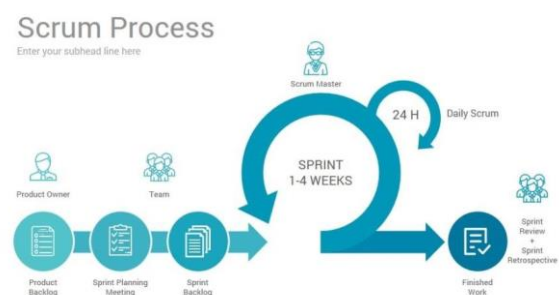 Scrum Process
Enter your subhead line here
Scrum Master
24 H
Daily Scrum
SPRINT
1-4 WEEKS
Product Owner
Team
Sprint
Review
+
Sprint
Retrospective
Product
Backlog
Sprint Planning
Meeting
Sprint
Backlog
Finished
Work